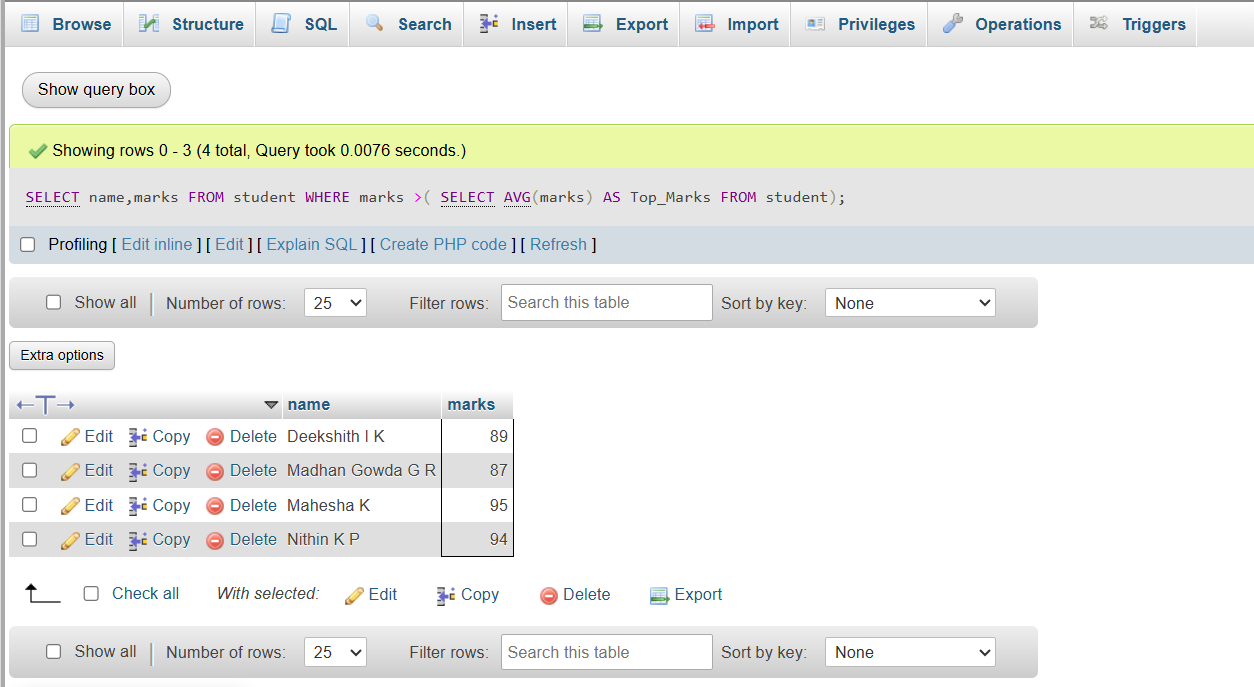 Browse Structure SQL Search Insert Export Import Privileges Operations Triggers
Show query box
Showing rows 0 - 3 (4 total, Query took 0.0076 seconds.)
SELECT name,marks FROM student WHERE marks >( SELECT AVG(marks) AS Top_Marks FROM student);
Profiling [ Edit inline ] [ Edit ] [ Explain SQL ] [ Create PHP code ] [ Refresh ]
Show all Number of rows: 25 Filter rows: Search this table Sort by key: None
Extra options
name marks
Edit Copy Delete Deekshith I K 89
Edit Copy Delete Madhan Gowda G R 87
Edit Copy Delete Mahesha K 95
Edit Copy Delete Nithin K P 94
Check all With selected: Edit Copy Delete Export
Show all Number of rows: 25 Filter rows: Search this table Sort by key: None